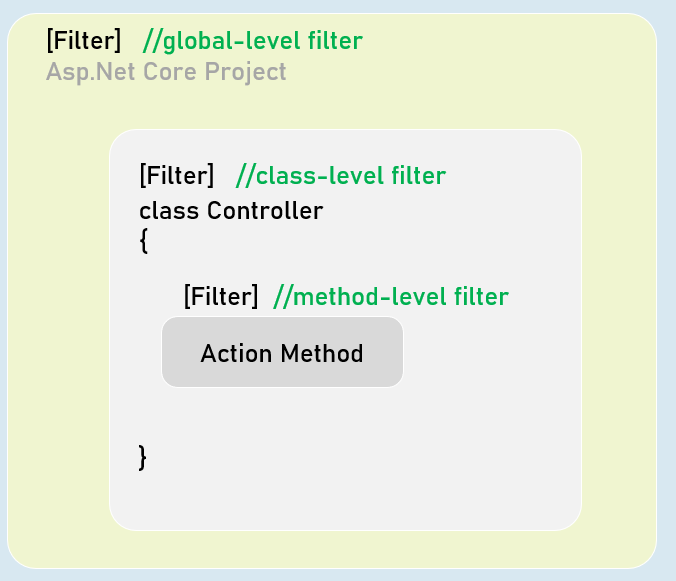 [Filter] //global-level filter
Asp.Net Core Project
[Filter] //class-level filter
class Controller
{
[Filter] //method-level filter
Action Method
}